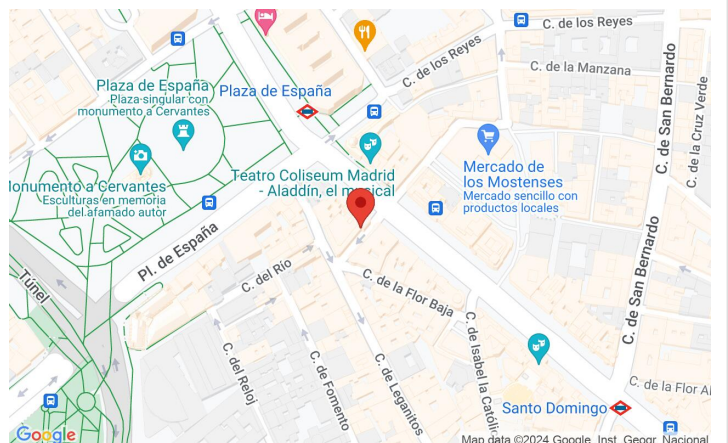 C. de los Reyes
C. de los Reyes
C. de la Manzana
C. de San Bernardo
C. de la Cruz Verde
Plaza de España
Plaza singular con
monumento a Cervantes
Plaza de España
Teatro Coliseum Madrid
- Aladdín, el musical
Mercado de
los Mostenses
Mercado sencillo con
productos locales
Monumento a Cervantes
Esculturas en memoria
del afamado autor
Pl. de España
Túnel
C. del Río
C. de la Flor Baja
C. de San Bernardo
C. del Reloj
C. de Fomento
C. de Leganitos
C. de Isabel la Católic
Santo Domingo
C. de la Flor Al
Google
Map data ©2024 Google, Inst. Geogr. Nacional